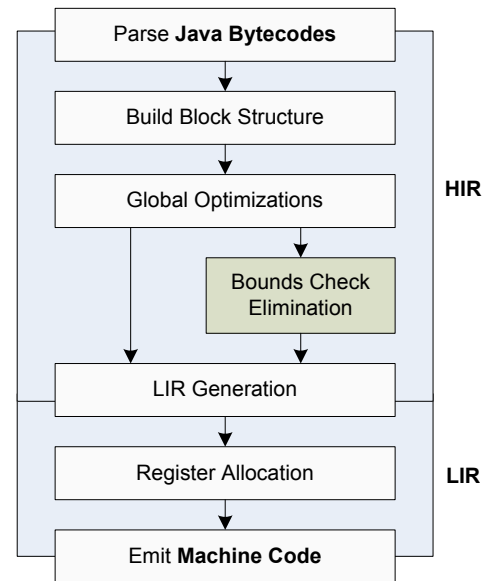 Parse Java Bytecodes
Build Block Structure
Global Optimizations
HIR
Bounds Check
Elimination
LIR Generation
Register Allocation
LIR
Emit Machine Code